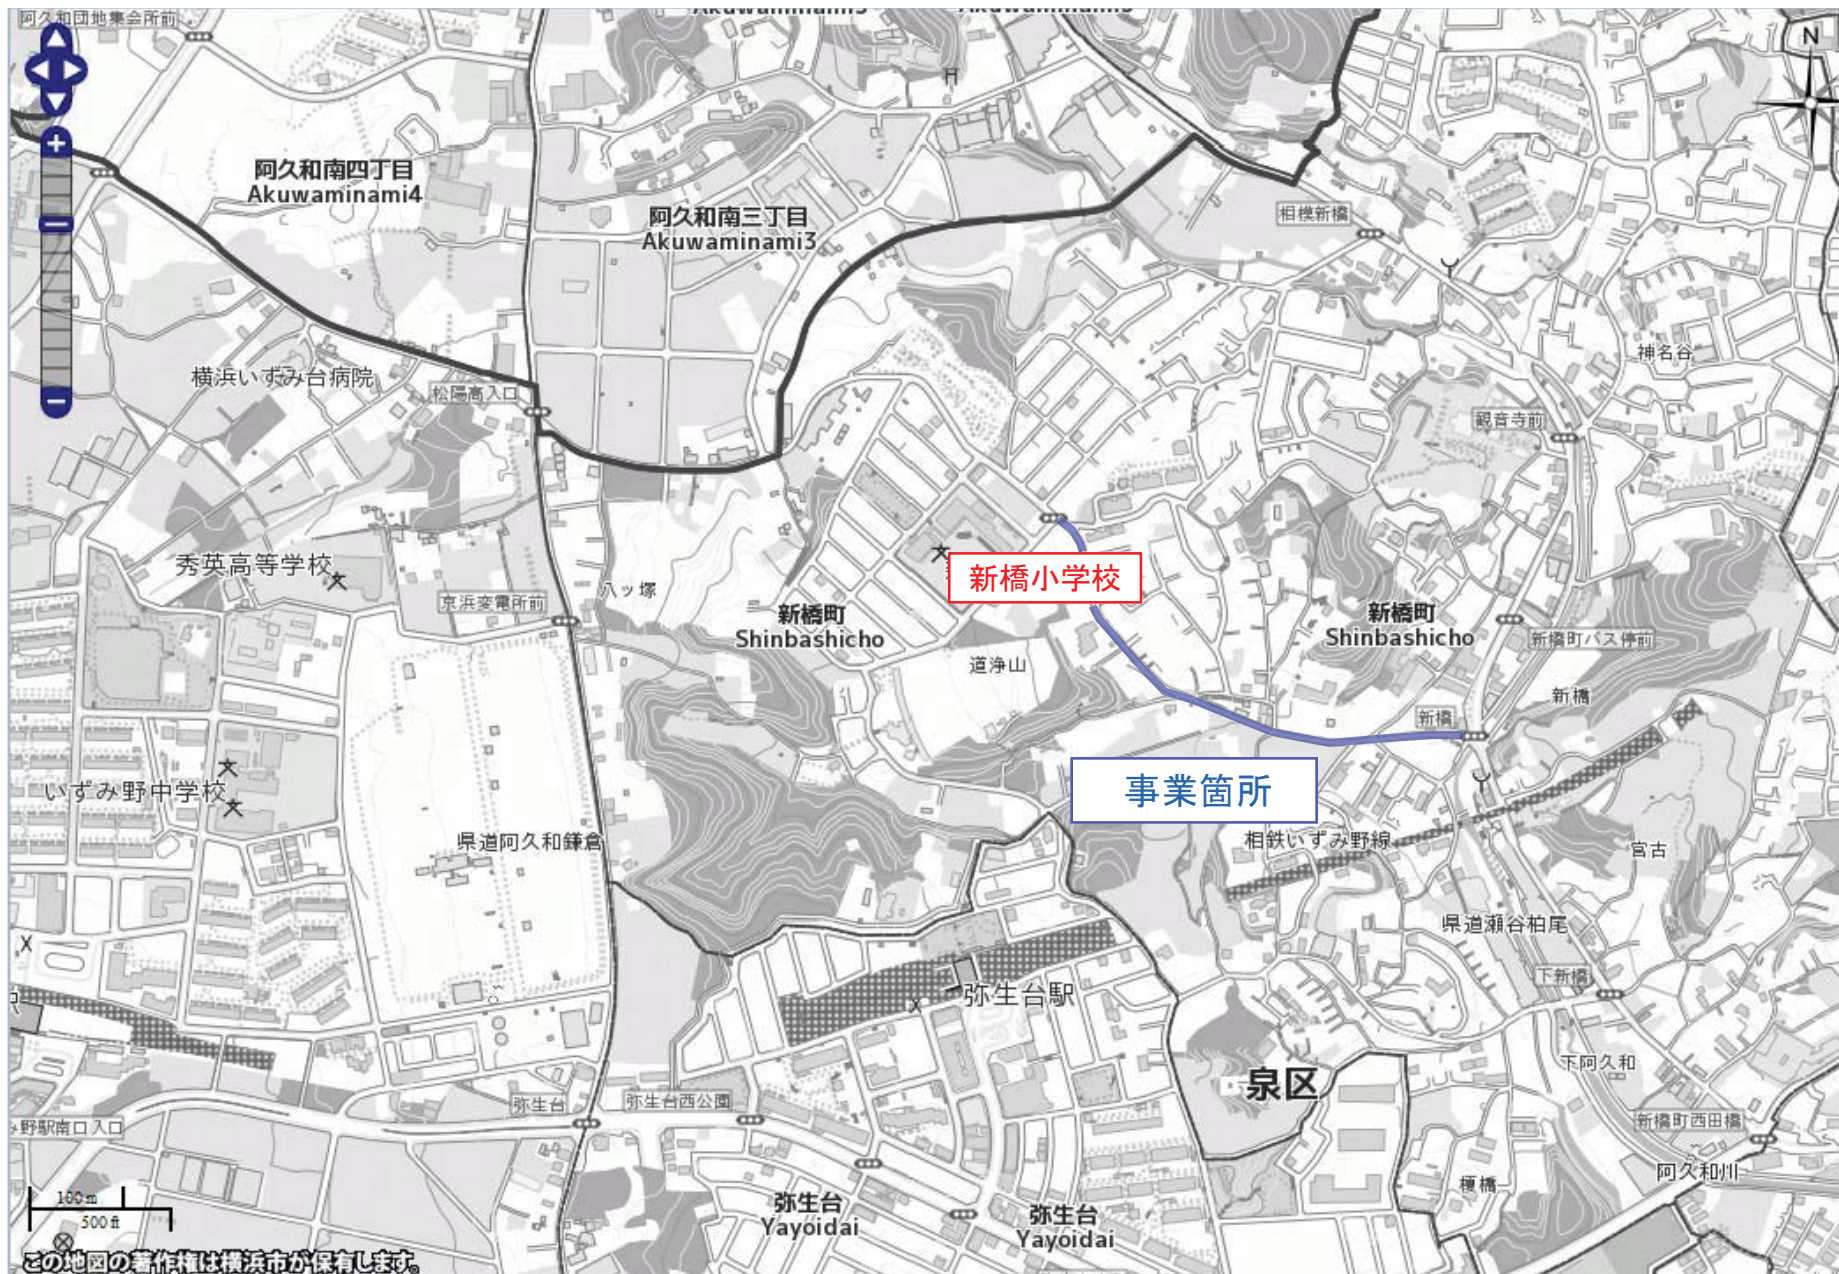 阿久和団地集会所前
N
阿久和南四丁目
Akuwaminami4
阿久和南三丁目
Akuwaminami3
相模新橋
神名谷
横浜いずみ台病院
松陽高入口
観音寺前
秀英高等学校
京浜変電所前
八ッ塚
新橋小学校
新橋町
Shinbashicho
新橋町
Shinbashicho
新橋町バス停前
道浄山
新橋
新橋
いずみ野中学校
事業箇所
県道阿久和鎌倉
相鉄いずみ野線
宮古
県道瀬谷柏尾
下新橋
弥生台駅
下阿久和
泉区
弥生台
弥生台西公園
新橋町西田橋
み野駅南口入口
阿久和川
榎橋
100 m
500 ft
弥生台
Yayoidai
弥生台
Yayoidai
この地図の著作権は横浜市が保有します。